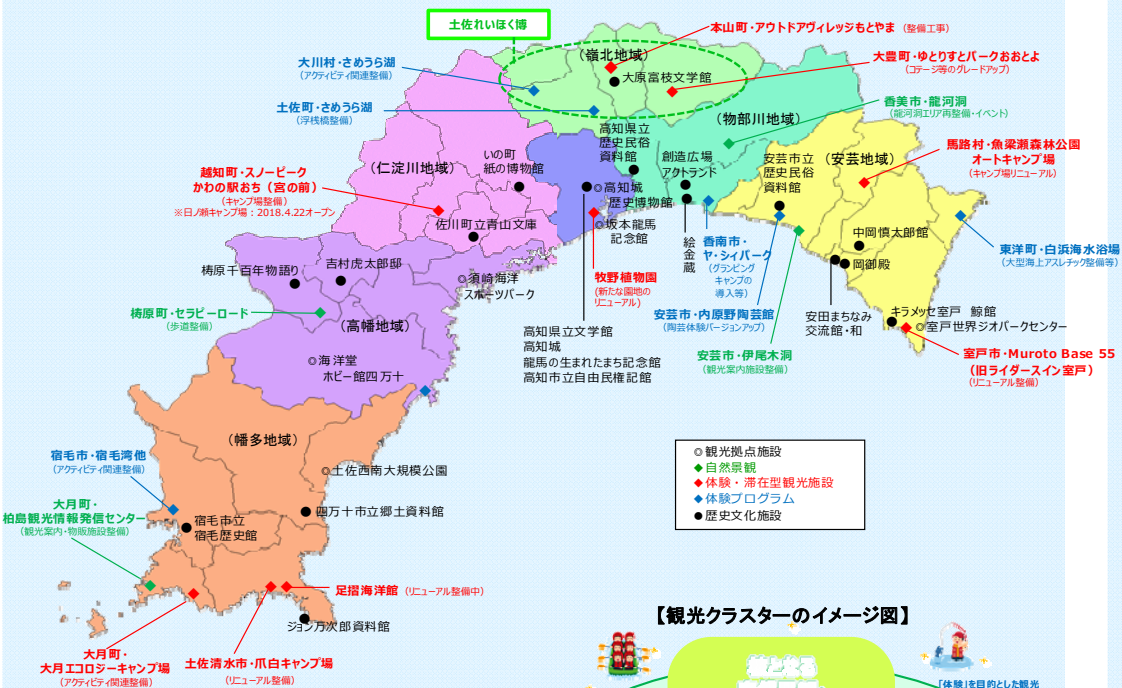 土佐れいほく博
本山町・アウトドアヴィレッジもとやま (整備工事)
(嶺北地域)
大原富枝文学館
大豊町・ゆとりすとパークおおとよ
(コテージ等のグレードアップ)
大川村・さめうら湖
(アクティビティ関連整備)
土佐町・さめうら湖
(浮桟橋整備)
香美市・龍河洞
(龍河洞エリア再整備・イベント)
(物部川地域)
高知県立
歴史民俗
資料館
創造広場
アクトランド
安芸市立
歴史民俗
資料館
(安芸地域)
馬路村・魚梁瀬森林公園
オートキャンプ場
(キャンプ場リニューアル)
(仁淀川地域)
いの町
紙の博物館
越知町・スノーピーク
かわの駅おち(宮の前)
(キャンプ場整備)
※日ノ瀬キャンプ場:2018.4.22オープン
佐川町立青山文庫
◎高知城
歴史博物館
◎坂本龍馬
記念館
絵金蔵
香南市・
ヤ・シィパーク
(グランピング
キャンプの
導入等)
中岡慎太郎館
岡御殿
東洋町・白浜海水浴場
(大型海上アスレチック整備等)
梼原千百年物語り
吉村虎太郎邸
◎須崎海洋
スポーツパーク
牧野植物園
(新たな園地の
リニューアル)
安芸市・内原野陶芸館
(陶芸体験バージョンアップ)
安田まちなみ
交流館・和
キラメッセ室戸 鯨館
◎室戸世界ジオパークセンター
梼原町・セラピーロード
(歩道整備)
(高幡地域)
高知県立文学館
高知城
龍馬の生まれたまち記念館
高知市立自由民権記館
安芸市・伊尾木洞
(観光案内施設整備)
室戸市・Muroto Base 55
(旧ライダースイン室戸)
(リニューアル整備)
◎海洋堂
ホビー館四万十
(幡多地域)
宿毛市・宿毛湾他
(アクティビティ関連整備)
◎土佐西南大規模公園
◎観光拠点施設
◆自然景観
◆体験・滞在型観光施設
◆体験プログラム
●歴史文化施設
大月町・
柏島観光情報発信センター
(観光案内・物販施設整備)
宿毛市立
宿毛歴史館
四万十市立郷土資料館
足摺海洋館 (リニューアル整備中)
ジョン万次郎資料館
大月町・
大月エコロジーキャンプ場
(アクティビティ関連整備)
土佐清水市・爪白キャンプ場
(リニューアル整備)
【観光クラスターのイメージ図】
「体験」を目的とした観光